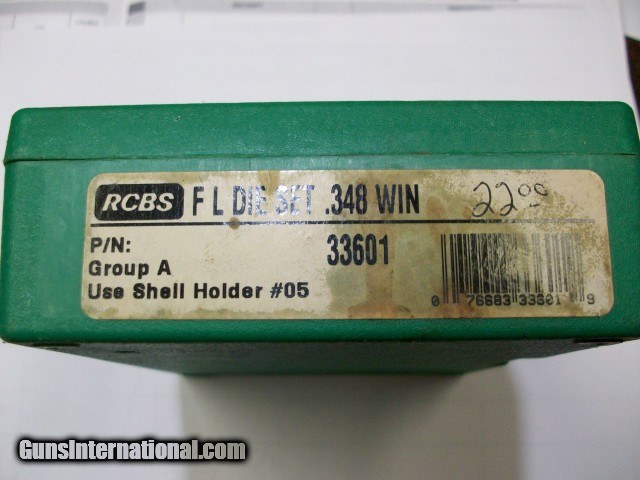 RCBS F L DIE SET .348 WIN 22.00
P/N: 33601
Group A
Use Shell Holder #05
0 76683 33601 9
GunsInternational.com